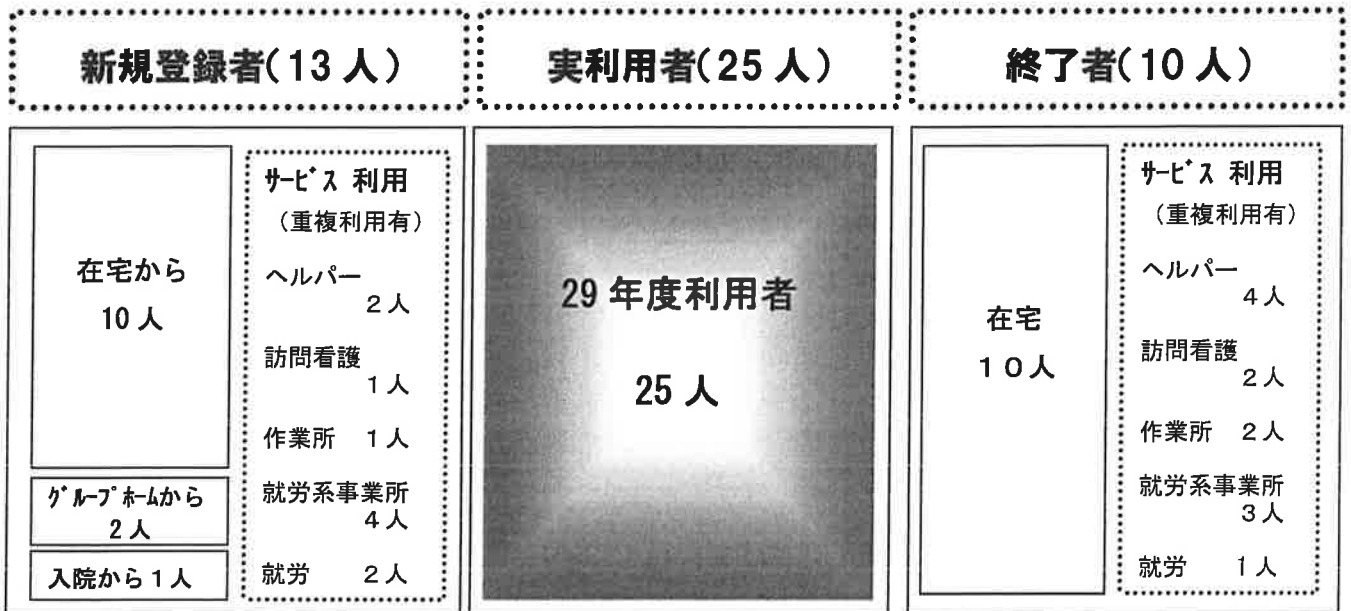 新規登録者(13人)
実利用者(25人)
終了者(10人)
在宅から
10人
グループホームから
2人
入院から1人
サービス 利用
(重複利用有)
ヘルパー
2人
訪問看護
1人
作業所 1人
就労系事業所
4人
就労 2人
29年度利用者
25人
在宅
10人
サービス 利用
(重複利用有)
ヘルパー
4人
訪問看護
2人
作業所 2人
就労系事業所
3人
就労 1人